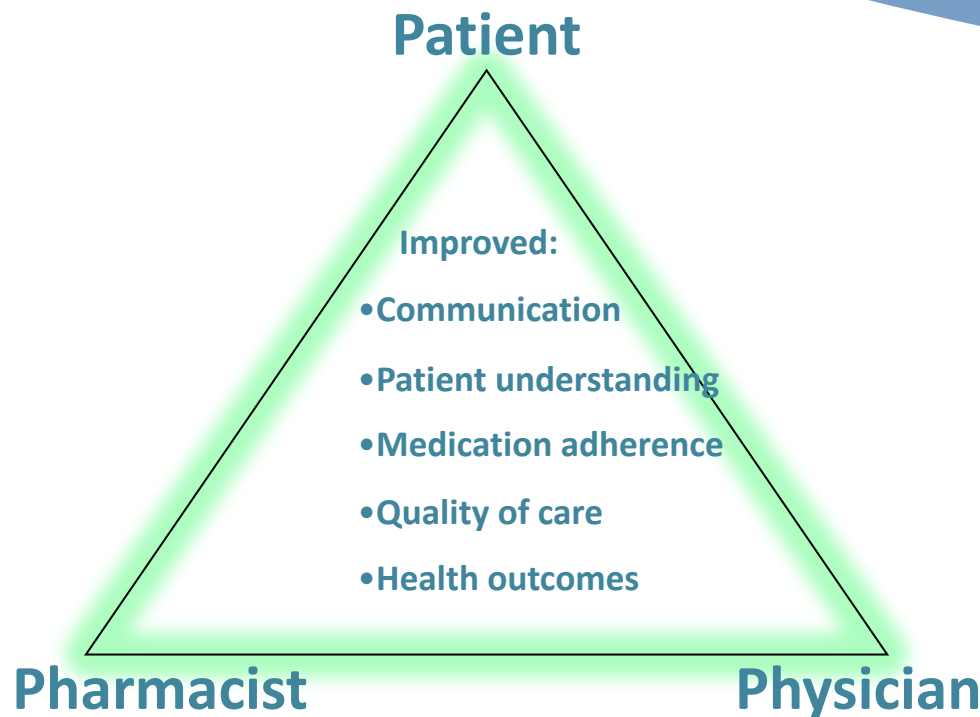 Patient
Improved:
•Communication
•Patient understanding
•Medication adherence
•Quality of care
•Health outcomes
Pharmacist
Physician